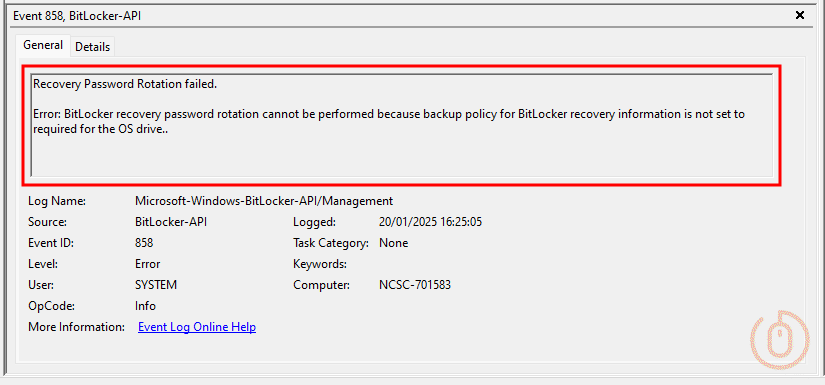 Event 858, BitLocker-API
General Details
Recovery Password Rotation failed.
Error: BitLocker recovery password rotation cannot be performed because backup policy for BitLocker recovery information is not set to
required for the OS drive..
Log Name: Microsoft-Windows-BitLocker-API/Management
Source: BitLocker-API Logged: 20/01/2025 16:25:05
Event ID: 858 Task Category: None
Level: Error Keywords:
User: SYSTEM Computer: NCSC-701583
OpCode: Info
More Information: Event Log Online Help